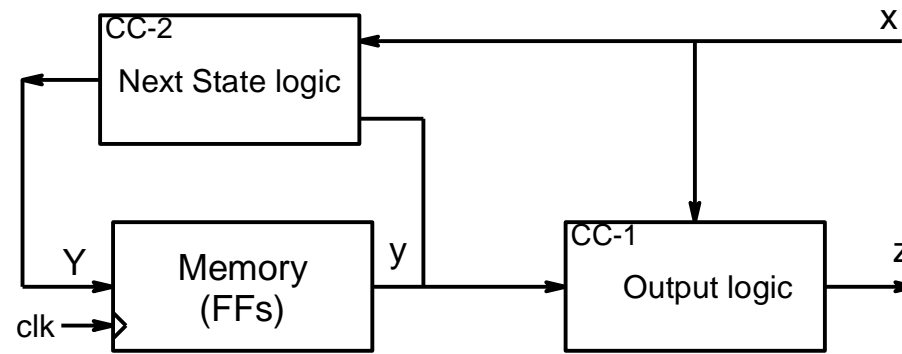 x
CC-2
Next State logic
CC-1
Y
Memory
(FFs)
y
Output logic
z
clk